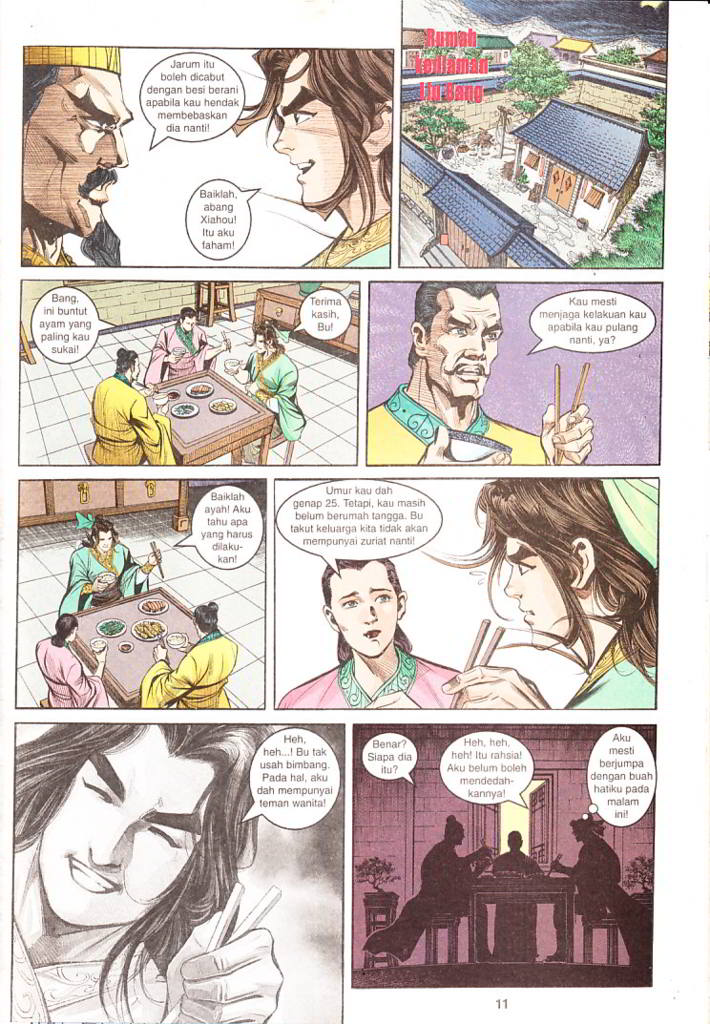 Jarum itu
boleh dicabut
dengan besi berani
apabila kau hendak
membebaskan
dia nanti!
Baiklah,
abang
Xiahou!
Itu aku
faham!
Rumah
kediaman
Liu Bang
Bang,
ini buntut
ayam yang
paling kau
sukai!
Terima
kasih,
Bu!
Kau mesti
menjaga kelakuan kau
apabila kau pulang
nanti, ya?
Baiklah
ayah! Aku
tahu apa
yang harus
dilaku-
kan!
Umur kau dah
genap 25. Tetapi, kau masih
belum berumah tangga. Bu
takut keluarga kita tidak akan
mempunyai zuriat nanti!
Heh,
heh...! Bu tak
usah bimbang.
Pada hal, aku
dah mempunyai
teman wanita!
Benar?
Siapa dia
itu?
Heh, heh,
heh! Itu rahsia!
Aku belum boleh
mendedah-
kannya!
Aku
mesti
berjumpa
dengan buah
hatiku pada
malam
ini!
11